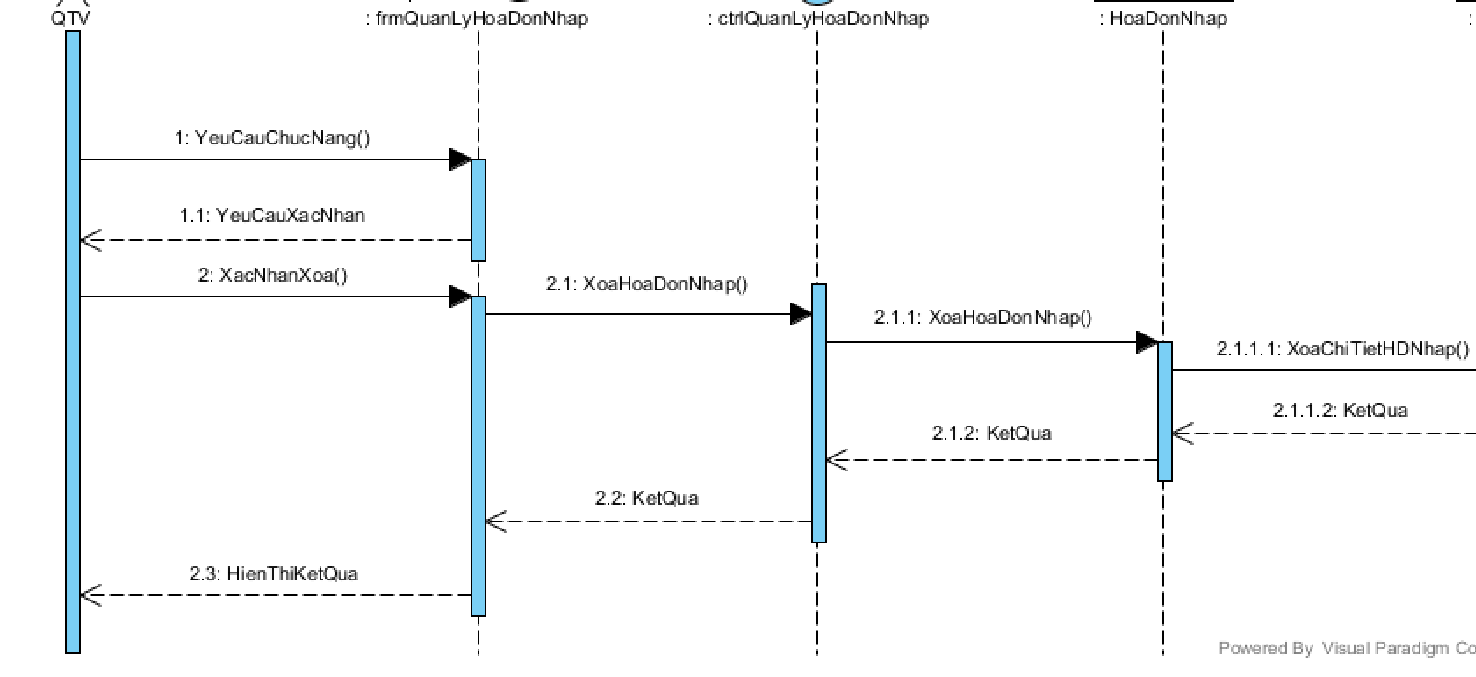 QTV
: frmQuanLyHoaDonNhap
: ctrlQuanLyHoaDonNhap
: HoaDonNhap
:
1: YeuCauChucNang()
1.1: YeuCauXacNhan
2: XacNhanXoa()
2.1: XoaHoaDonNhap()
2.1.1: XoaHoaDonNhap()
2.1.1.1: XoaChiTietHDNhap()
2.1.1.2: KetQua
2.1.2: KetQua
2.2: KetQua
2.3: HienThiKetQua
Powered By Visual Paradigm Co